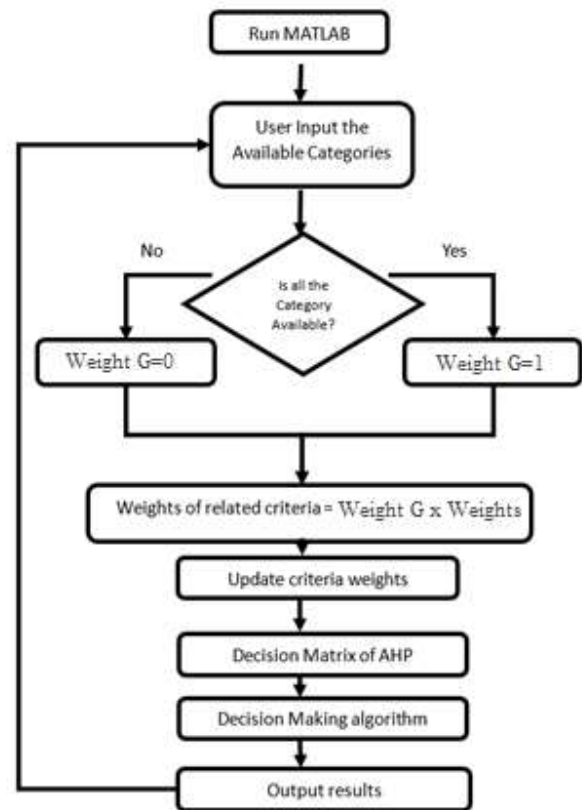 Run MATLAB
User Input the
Available Categories
No
Yes
Is all the
Category
Available?
Weight G=0
Weight G=1
Weights of related criteria = Weight G x Weights
Update criteria weights
Decision Matrix of AHP
Decision Making algorithm
Output results